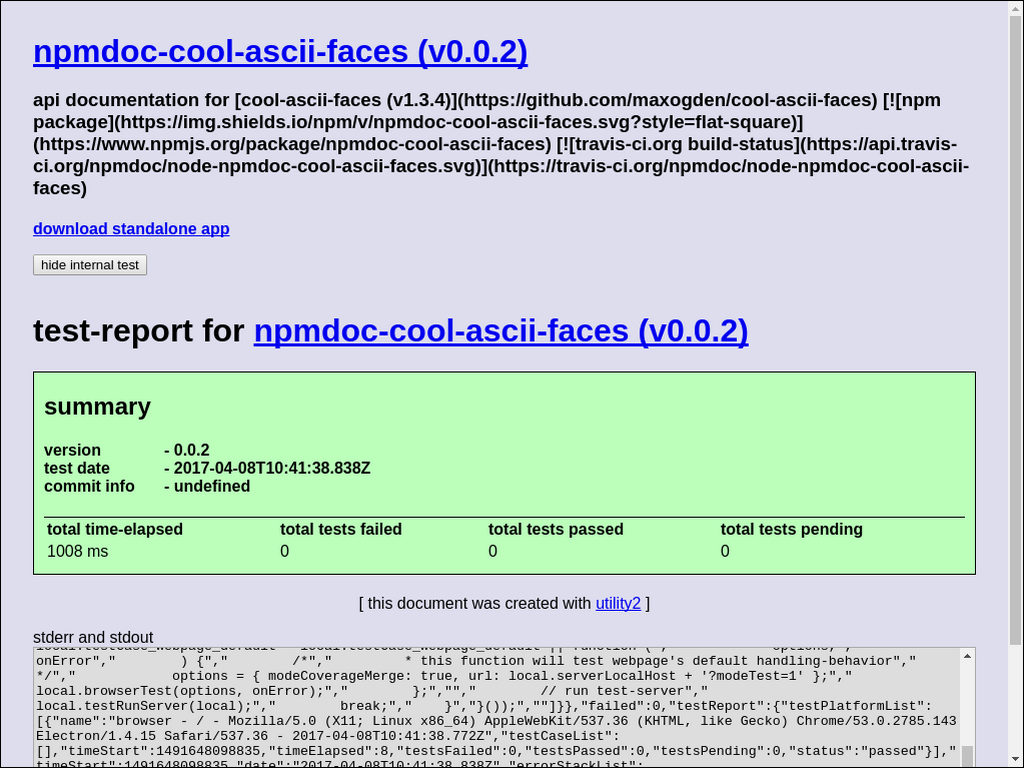 npmdoc-cool-ascii-faces (v0.0.2)
api documentation for [cool-ascii-faces (v1.3.4)](https://github.com/maxogden/cool-ascii-faces) [![npm
package](https://img.shields.io/npm/v/npmdoc-cool-ascii-faces.svg?style=flat-square)]
(https://www.npmjs.org/package/npmdoc-cool-ascii-faces) [![travis-ci.org build-status](https://api.travis-
ci.org/npmdoc/node-npmdoc-cool-ascii-faces.svg)](https://travis-ci.org/npmdoc/node-npmdoc-cool-ascii-
faces)
download standalone app
hide internal test
test-report for npmdoc-cool-ascii-faces (v0.0.2)
summary
version - 0.0.2
test date - 2017-04-08T10:41:38.838Z
commit info - undefined
total time-elapsed total tests failed total tests passed total tests pending
1008 ms 0 0 0
[ this document was created with utility2 ]
stderr and stdout
onError","        ) {","        /*","         * this function will test webpage's default handling-behavior","
*/","         options = { modeCoverageMerge: true, url: local.serverLocalHost + '?modeTest=1' };","
local.browserTest(options, onError);","        };","","        // run test-server","
local.testRunServer(local);","        break;","    }","}());","",""]}},"failed":0,"testReport":{"testPlatformList":
[{"name":"browser - / - Mozilla/5.0 (X11; Linux x86_64) AppleWebKit/537.36 (KHTML, like Gecko) Chrome/53.0.2785.143
Electron/1.4.15 Safari/537.36 - 2017-04-08T10:41:38.772Z","testCaseList":
[],"timeStart":1491648098835,"timeElapsed":8,"testsFailed":0,"testsPassed":0,"testsPending":0,"status":"passed"}],"
timeStart":1491648098835,"date":"2017-04-08T10:41:38.838Z","errorStackList":